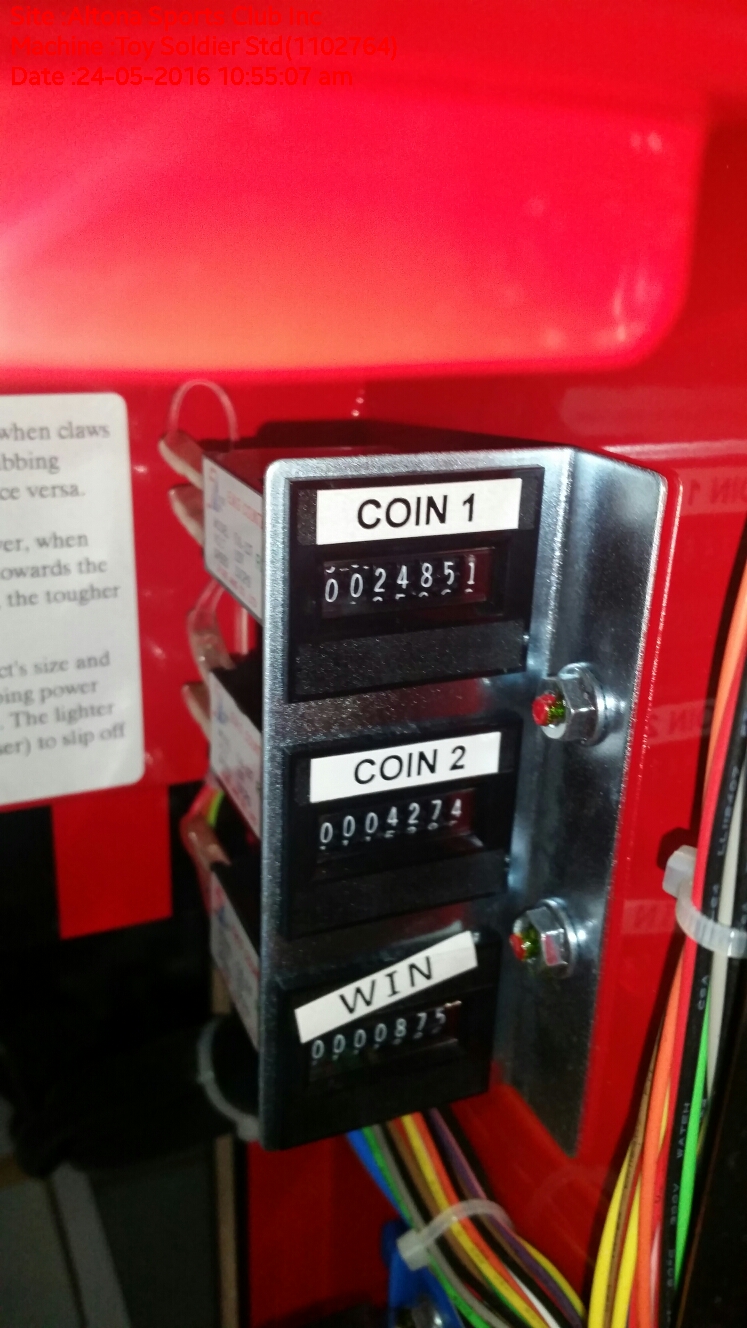 Site :Altona Sports Club Inc
Machine :Toy Soldier Std(1102764)
Date :24-05-2016 10:55:07 am
when claws
bbing
ce versa.
ver, when
owards the
the tougher
ct's size and
ping power
. The lighter
ser) to slip off
COIN 1
0024851
COIN 2
0004274
WIN
0000875